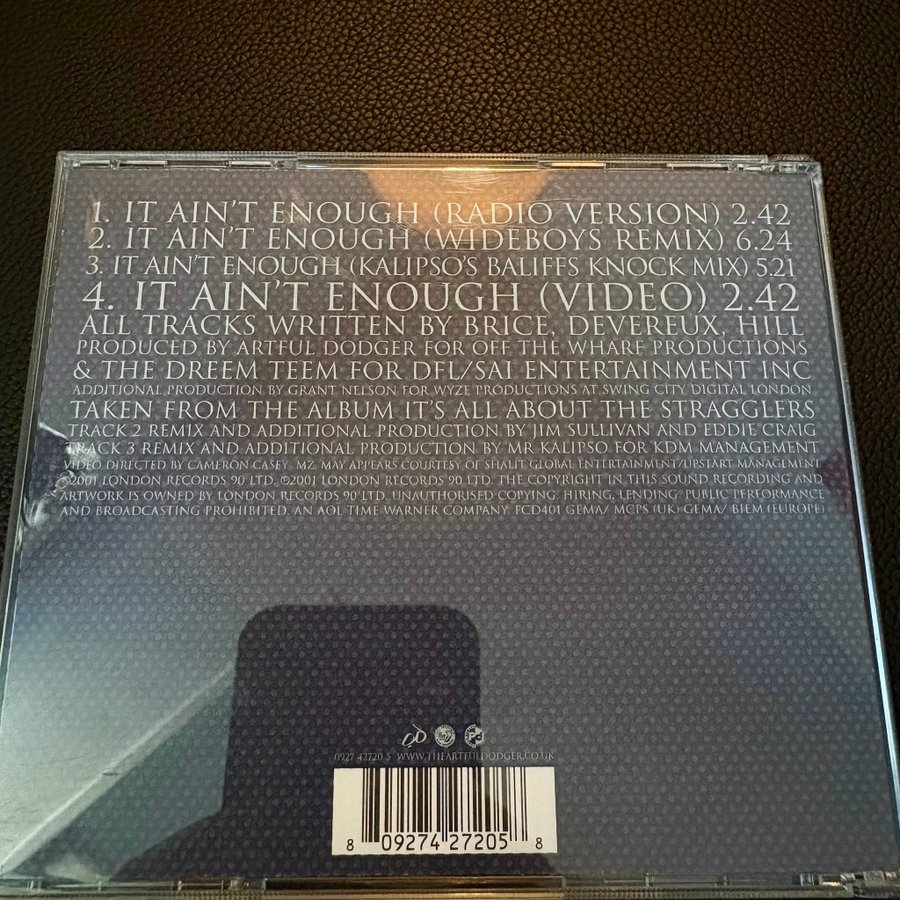 1. IT AIN'T ENOUGH (RADIO VERSION) 2.42
2. IT AIN'T ENOUGH (WIDEBOYS REMIX) 6.24
3. IT AIN'T ENOUGH (KALIPSO'S BALIFFS KNOCK MIX) 5.21
4. IT AIN'T ENOUGH (VIDEO) 2.42
ALL TRACKS WRITTEN BY BRICE, DEVEREUX, HILL
PRODUCED BY ARTFUL DODGER FOR OFF THE WHARF PRODUCTIONS
& THE DREEM TEEM FOR DFL/SAI ENTERTAINMENT INC
ADDITIONAL PRODUCTION BY GRANT NELSON FOR WYZE PRODUCTIONS AT SWING CITY DIGITAL LONDON
TAKEN FROM THE ALBUM IT'S ALL ABOUT THE STRAGGLERS
TRACK 2 REMIX AND ADDITIONAL PRODUCTION BY JIM SULLIVAN AND EDDIE CRAIG
TRACK 3 REMIX AND ADDITIONAL PRODUCTION BY MR KALIPSO FOR KDM MANAGEMENT
VIDEO DIRECTED BY CAMERON CASEY, MZ. MAY APPEARS COURTESY OF SHALIT GLOBAL ENTERTAINMENT/UPSTART MANAGEMENT
℗2001 LONDON RECORDS 90 LTD. ©2001 LONDON RECORDS 90 LTD. THE COPYRIGHT IN THIS SOUND RECORDING AND
ARTWORK IS OWNED BY LONDON RECORDS 90 LTD. UNAUTHORISED COPYING, HIRING, LENDING, PUBLIC PERFORMANCE
AND BROADCASTING PROHIBITED. AN AOL TIME WARNER COMPANY. FCD401 GEMA/ MCPS (UK) GEMA/ BIEM (EUROPE)
0927 42720 5 WWW.THEARTFULDODGER.CO.UK
8 09274 27205 8